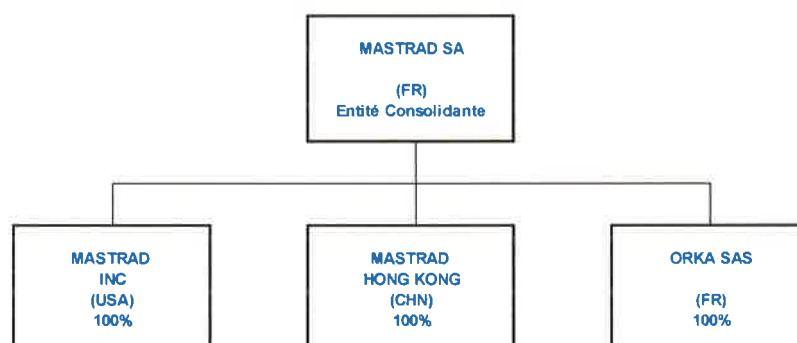 MASTRAD SA
(FR)
Entité Consolidante
MASTRAD
INC
(USA)
100%
MASTRAD
HONG KONG
(CHN)
100%
ORKA SAS
(FR)
100%